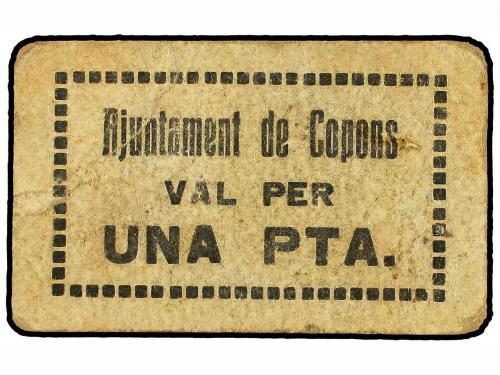 Ajuntament de Copons
VAL PER
UNA PTA.